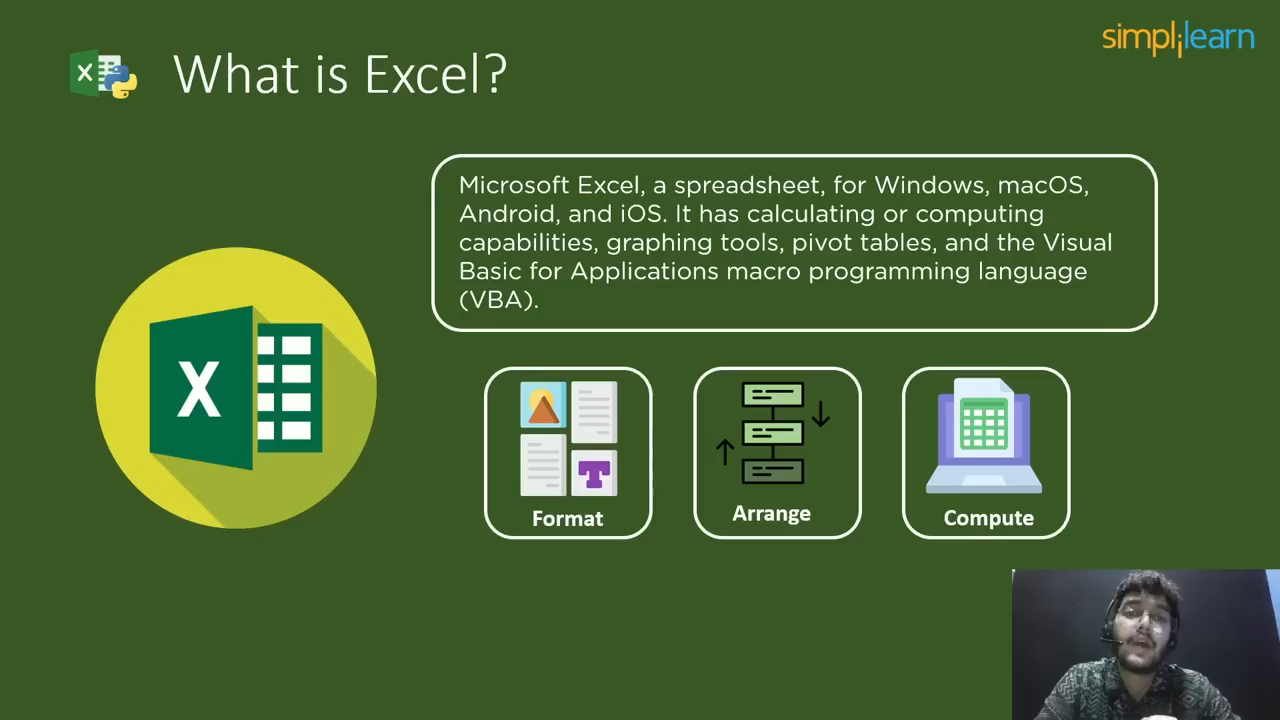 simplilearn
X What is Excel?
Microsoft Excel, a spreadsheet, for Windows, macOS,
Android, and iOS. It has calculating or computing
capabilities, graphing tools, pivot tables, and the Visual
Basic for Applications macro programming language
(VBA).
X
T
Format
Arrange
Compute